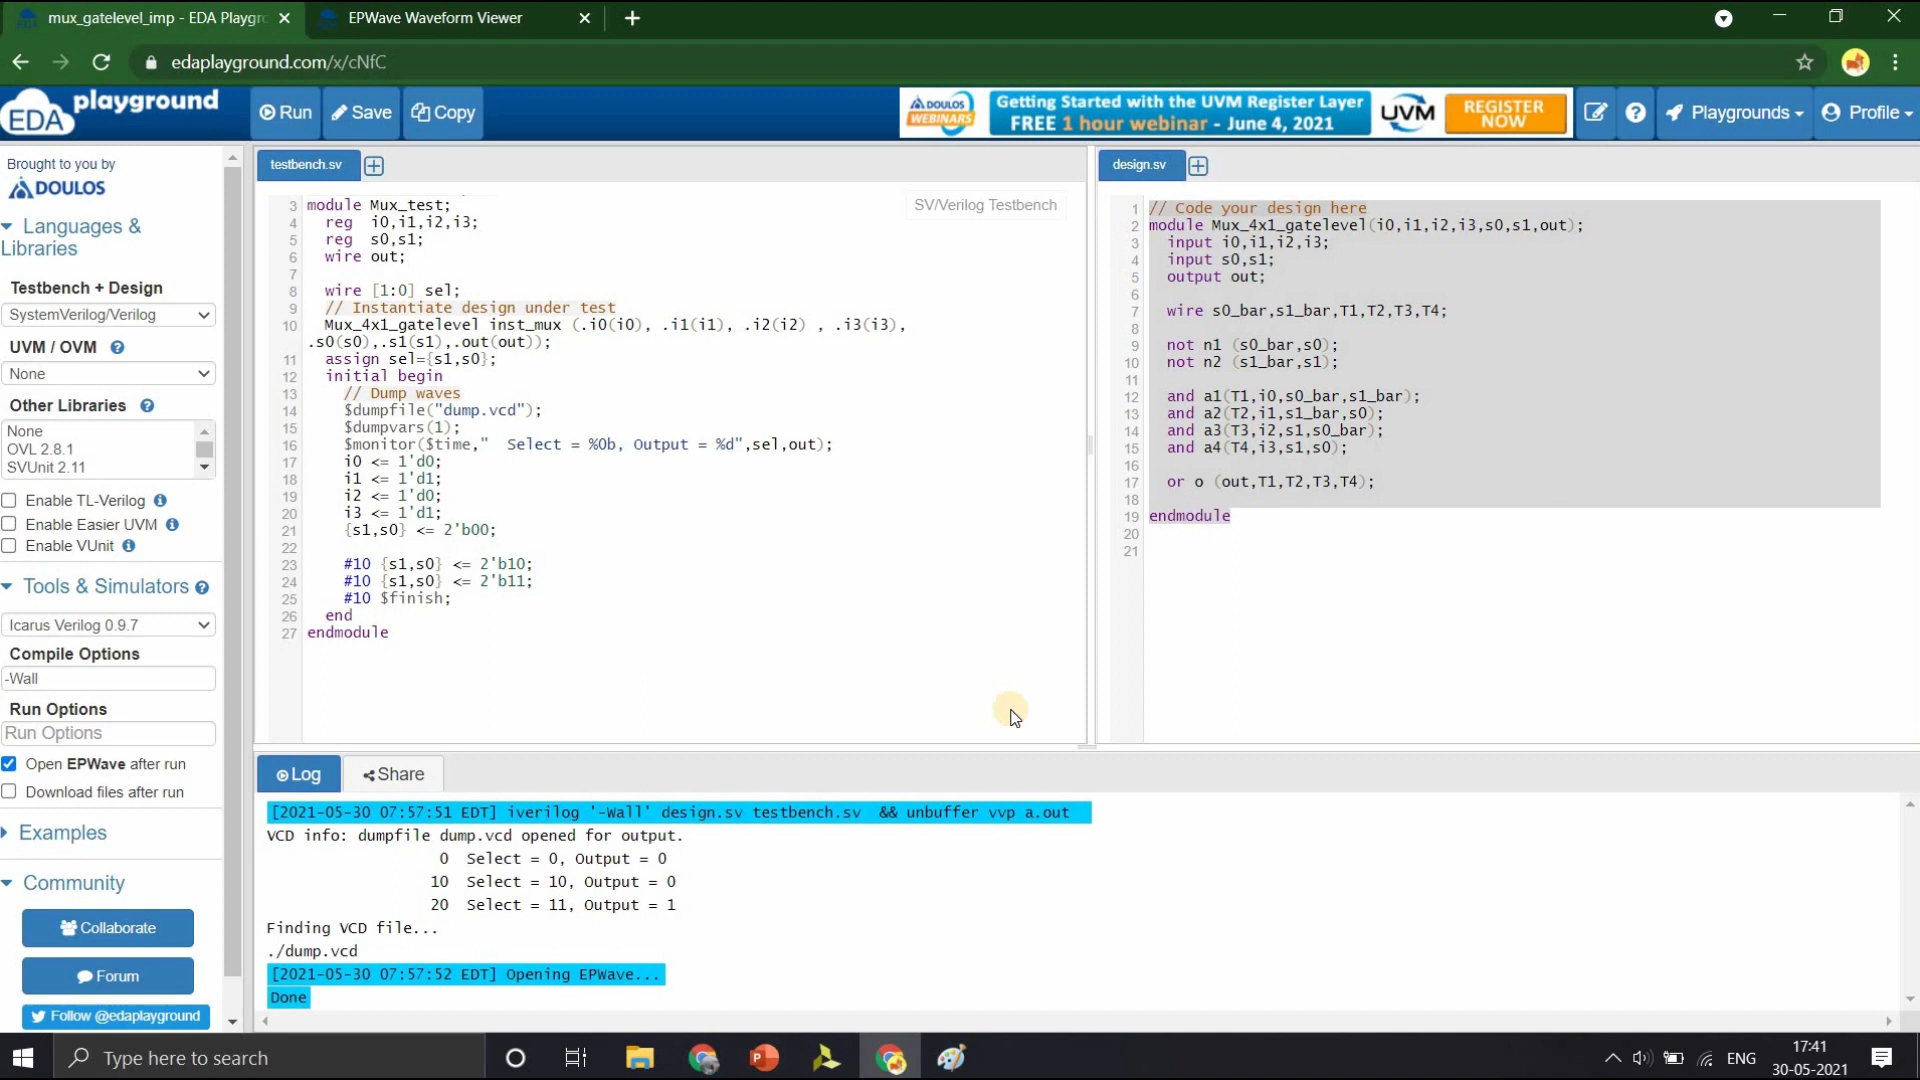 mux_gatelevel_imp - EDA Playgr
EPWave Waveform Viewer
edaplayground.com/x/cNfC
EDA playground
Run
Save
Copy
DOULOS WEBINARS
Getting Started with the UVM Register Layer
FREE 1 hour webinar - June 4, 2021
UVM
REGISTER NOW
Playgrounds
Profile
Brought to you by
DOULOS
Languages & Libraries
Testbench + Design
SystemVerilog/Verilog
UVM / OVM
None
Other Libraries
None
OVL 2.8.1
SVUnit 2.11
Enable TL-Verilog
Enable Easier UVM
Enable VUnit
Tools & Simulators
Icarus Verilog 0.9.7
Compile Options
-Wall
Run Options
Run Options
Open EPWave after run
Download files after run
Examples
Community
Collaborate
Forum
Follow @edaplayground
testbench.sv
SV/Verilog Testbench
3 module Mux_test;
4 reg i0,i1,i2,i3;
5 reg s0,s1;
6 wire out;
7
8 wire [1:0] sel;
9 // Instantiate design under test
10 Mux_4x1_gatelevel inst_mux (.i0(i0), .i1(i1), .i2(i2) , .i3(i3),
.s0(s0),.s1(s1),.out(out));
11 assign sel={s1,s0};
12 initial begin
13 // Dump waves
14 $dumpfile("dump.vcd");
15 $dumpvars(1);
16 $monitor($time,"  Select = %0b, Output = %d",sel,out);
17 i0 <= 1'd0;
18 i1 <= 1'd1;
19 i2 <= 1'd0;
20 i3 <= 1'd1;
21 {s1,s0} <= 2'b00;
22
23 #10 {s1,s0} <= 2'b10;
24 #10 {s1,s0} <= 2'b11;
25 #10 $finish;
26 end
27 endmodule
design.sv
1 // Code your design here
2 module Mux_4x1_gatelevel(i0,i1,i2,i3,s0,s1,out);
3 input i0,i1,i2,i3;
4 input s0,s1;
5 output out;
6
7 wire s0_bar,s1_bar,T1,T2,T3,T4;
8
9 not n1 (s0_bar,s0);
10 not n2 (s1_bar,s1);
11
12 and a1(T1,i0,s0_bar,s1_bar);
13 and a2(T2,i1,s1_bar,s0);
14 and a3(T3,i2,s1,s0_bar);
15 and a4(T4,i3,s1,s0);
16
17 or o (out,T1,T2,T3,T4);
18
19 endmodule
20
21
Log
Share
[2021-05-30 07:57:51 EDT] iverilog '-Wall' design.sv testbench.sv  && unbuffer vvp a.out
VCD info: dumpfile dump.vcd opened for output.
0 Select = 0, Output = 0
10 Select = 10, Output = 0
20 Select = 11, Output = 1
Finding VCD file...
./dump.vcd
[2021-05-30 07:57:52 EDT] Opening EPWave...
Done
Type here to search
ENG
17:41
30-05-2021